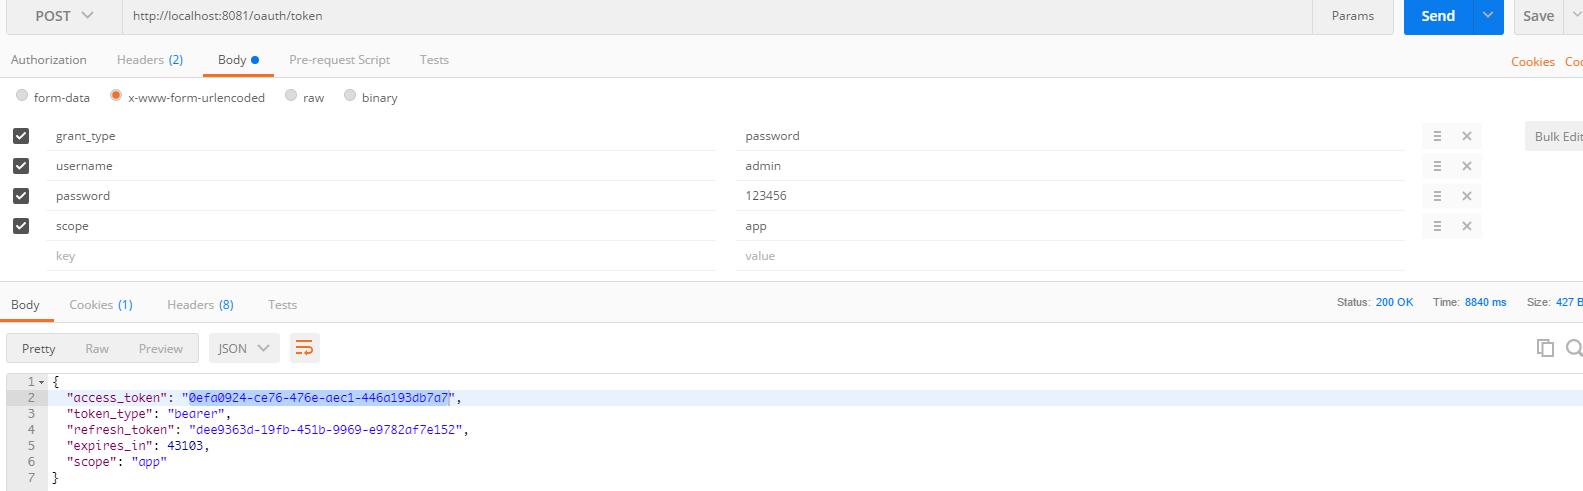 POST http://localhost:8081/oauth/token Params Send Save
Authorization Headers (2) Body Pre-request Script Tests Cookies
form-data x-www-form-urlencoded raw binary
grant_type password Bulk Edit
username admin
password 123456
scope app
key value
Body Cookies (1) Headers (8) Tests Status: 200 OK Time: 8840 ms Size: 427 B
Pretty Raw Preview JSON
1 {
2 "access_token": "0efa0924-ce76-476e-aec1-446a193db7a7",
3 "token_type": "bearer",
4 "refresh_token": "dee9363d-19fb-451b-9969-e9782af7e152",
5 "expires_in": 43103,
6 "scope": "app"
7 }